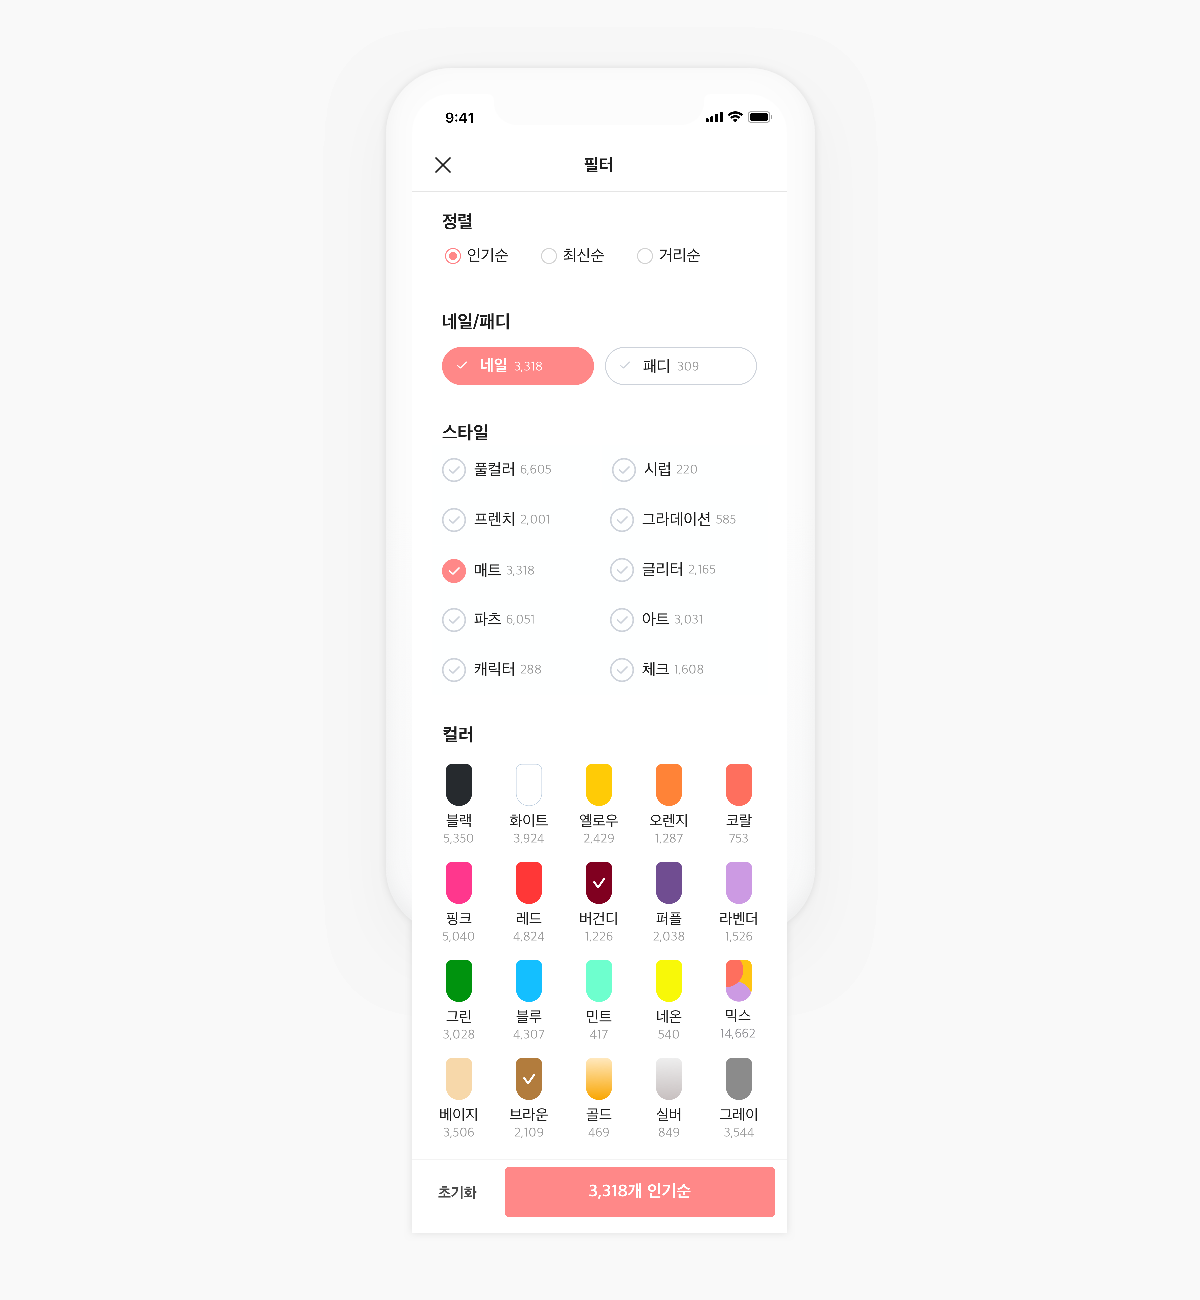 9:41
필터
정렬
인기순 최신순 거리순
네일/패디
네일 3,318 패디 309
스타일
풀컬러 6,605 시럽 220
프렌치 2,001 그라데이션 585
매트 3,318 글리터 2,165
파츠 6,051 아트 3,031
캐릭터 288 체크 1,608
컬러
블랙 화이트 옐로우 오렌지 코랄
5,350 3,924 2,429 1,287 753
핑크 레드 버건디 퍼플 라벤더
5,040 4,824 1,226 2,038 1,526
그린 블루 민트 네온 믹스
3,028 4,307 417 540 14,662
베이지 브라운 골드 실버 그레이
3,506 2,109 469 849 3,544
초기화 3,318개 인기순